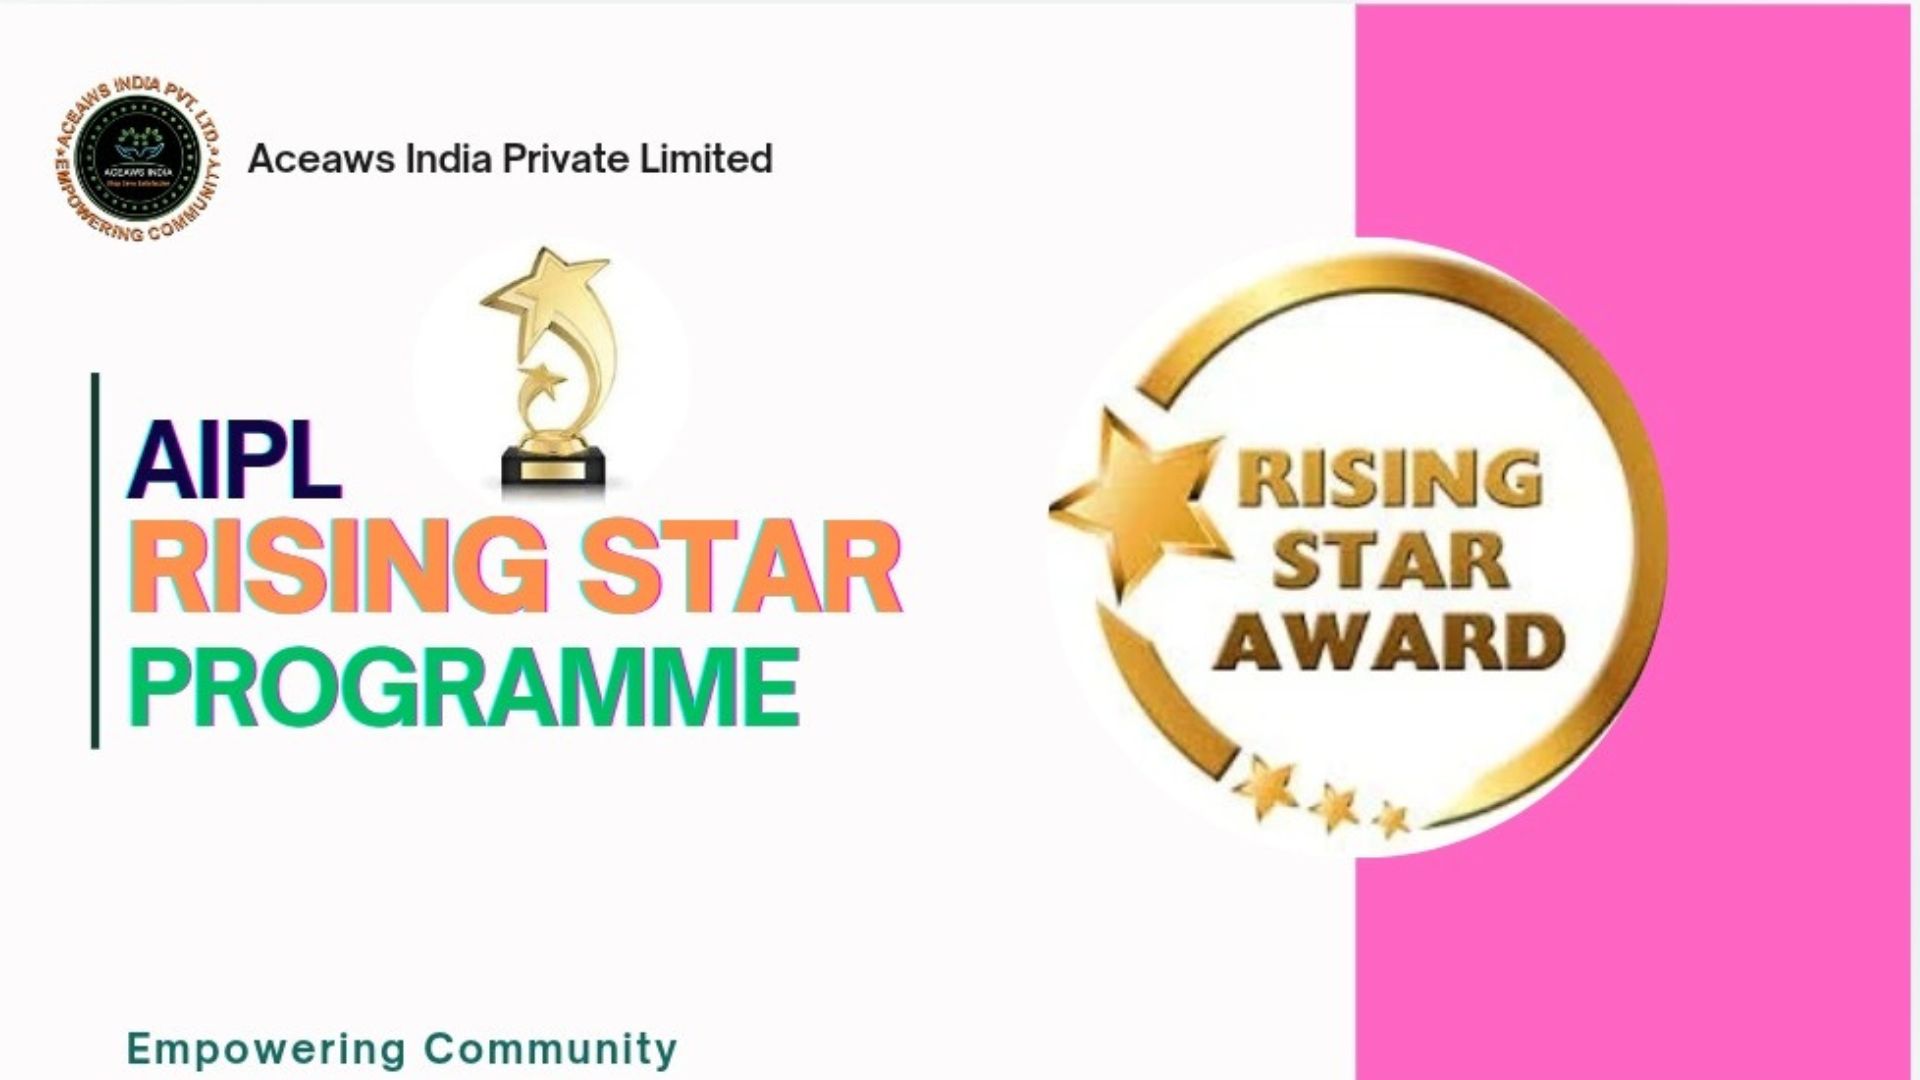 ACEAWS INDIA PVT. LTD.
EMPOWERING COMMUNITY
ACEAWS INDIA
Aceaws India Private Limited
AIPL
RISING STAR
PROGRAMME
RISING
STAR
AWARD
Empowering Community